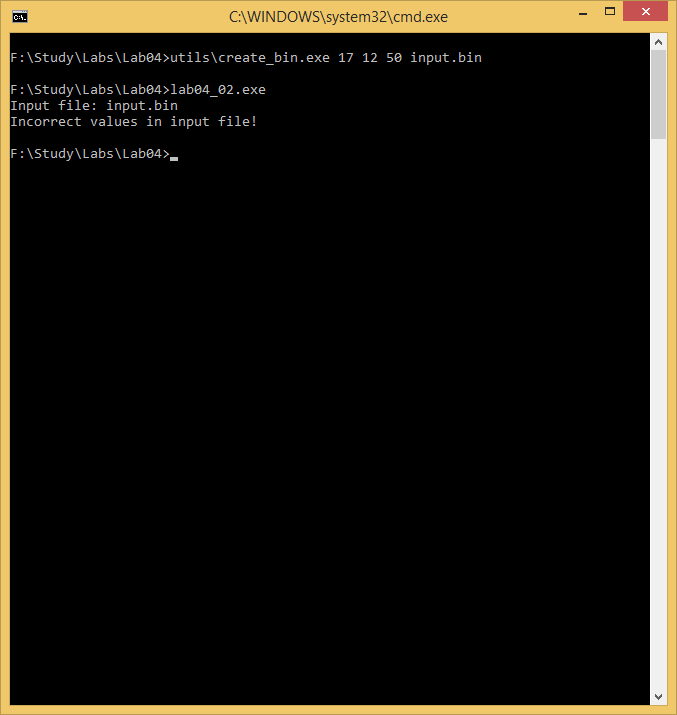 C:\WINDOWS\system32\cmd.exe
F:\Study\Labs\Lab04>utils\create_bin.exe 17 12 50 input.bin
F:\Study\Labs\Lab04>lab04_02.exe
Input file: input.bin
Incorrect values in input file!
F:\Study\Labs\Lab04>_